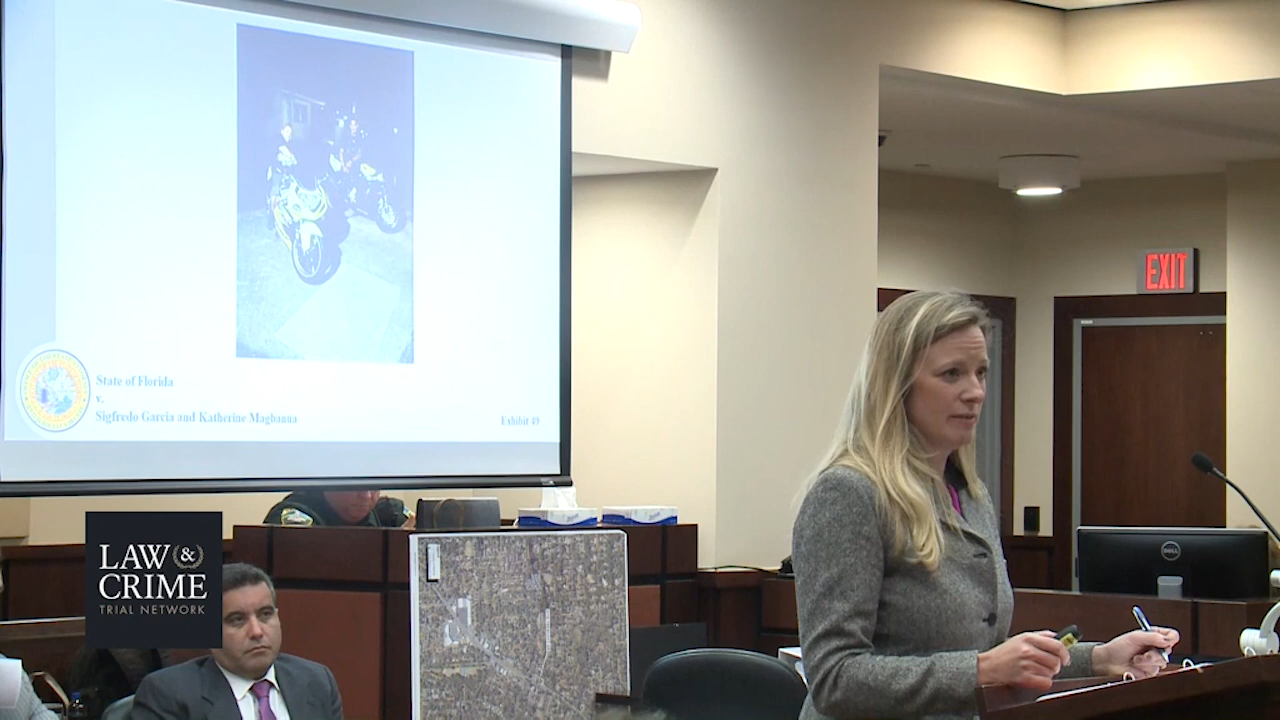 State of Florida
v.
Sigfredo Garcia and Katherine Magbanua
Exhibit 49
EXIT
LAW &
CRIME
TRIAL NETWORK
DELL